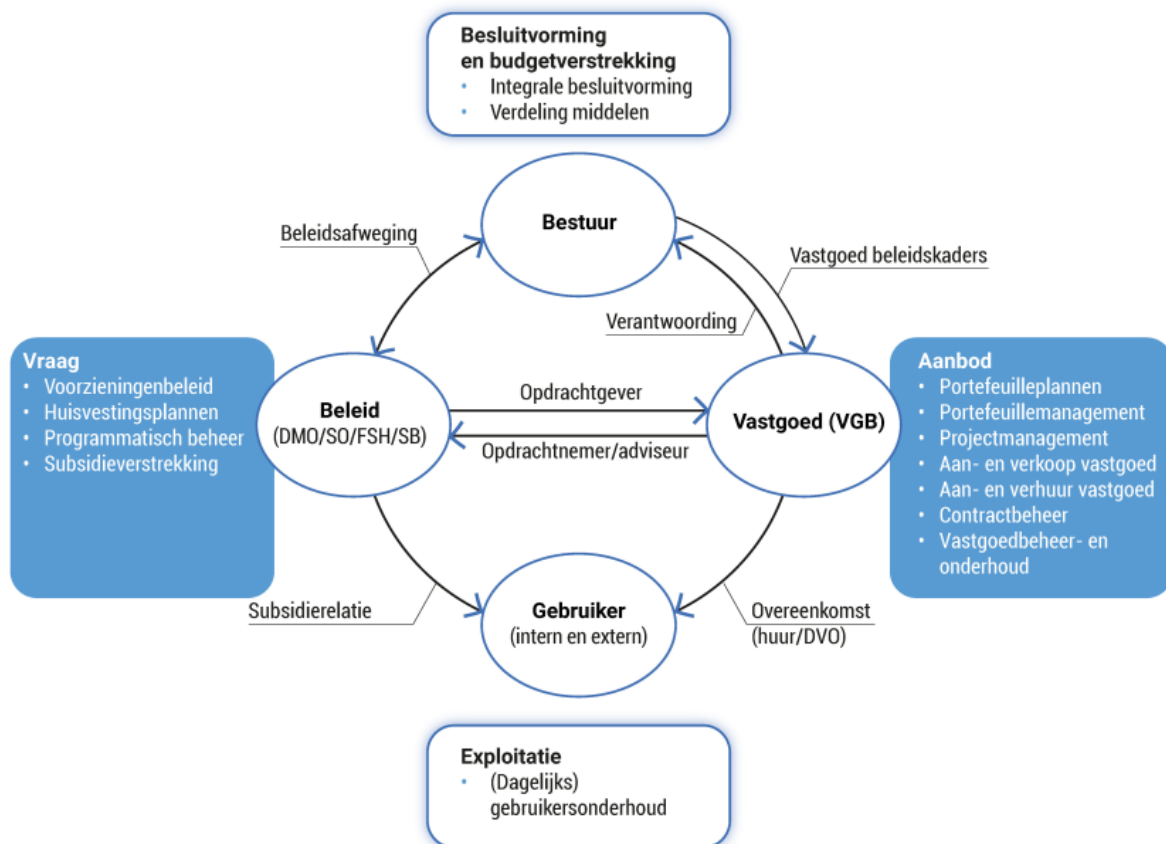 Besluitvorming
en budgetverstrekking
• Integrale besluitvorming
• Verdeling middelen
Bestuur
Beleidsafweging
Vastgoed beleidskaders
Verantwoording
Vraag
• Voorzieningenbeleid
• Huisvestingsplannen
• Programmatisch beheer
• Subsidieverstrekking
Beleid
(DMO/SO/FSH/SB)
Opdrachtgever
Opdrachtnemer/adviseur
Vastgoed (VGB)
Aanbod
• Portefeuilleplannen
• Portefeuillemanagement
• Projectmanagement
• Aan- en verkoop vastgoed
• Aan- en verhuur vastgoed
• Contractbeheer
• Vastgoedbeheer- en
onderhoud
Subsidierelatie
Gebruiker
(intern en extern)
Overeenkomst
(huur/DVO)
Exploitatie
• (Dagelijks)
gebruikersonderhoud